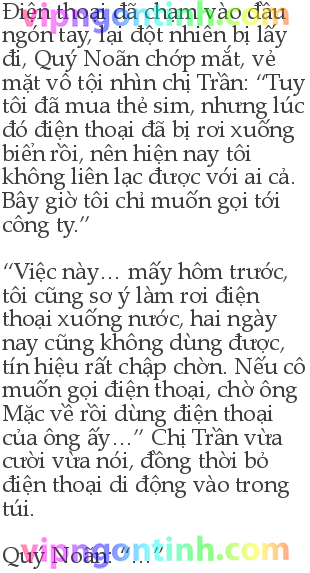 Điện thoại đã chạm vào đầu
vipngontinh.com
ngón tay, lại đột nhiên bị lấy
đi, Quý Noãn chớp mắt, vẻ
mặt vô tội nhìn chị Trần: “Tuy
tôi đã mua thẻ sim, nhưng lúc
đó điện thoại đã bị rơi xuống
biển rồi, nên hiện nay tôi
không liên lạc được với ai cả.
Bây giờ tôi chỉ muốn gọi tới
công ty.”
“Việc này… mấy hôm trước,
tôi cũng sơ ý làm rơi điện
thoại xuống nước, hai ngày
nay cũng không dùng được,
tín hiệu rất chập chờn. Nếu cô
muốn gọi điện thoại, chờ ông
Mặc về rồi dùng điện thoại
của ông ấy…” Chị Trần vừa
cười vừa nói, đồng thời bỏ
điện thoại di động vào trong
túi.
Quý Noãn: “…”
vipngontinh.com